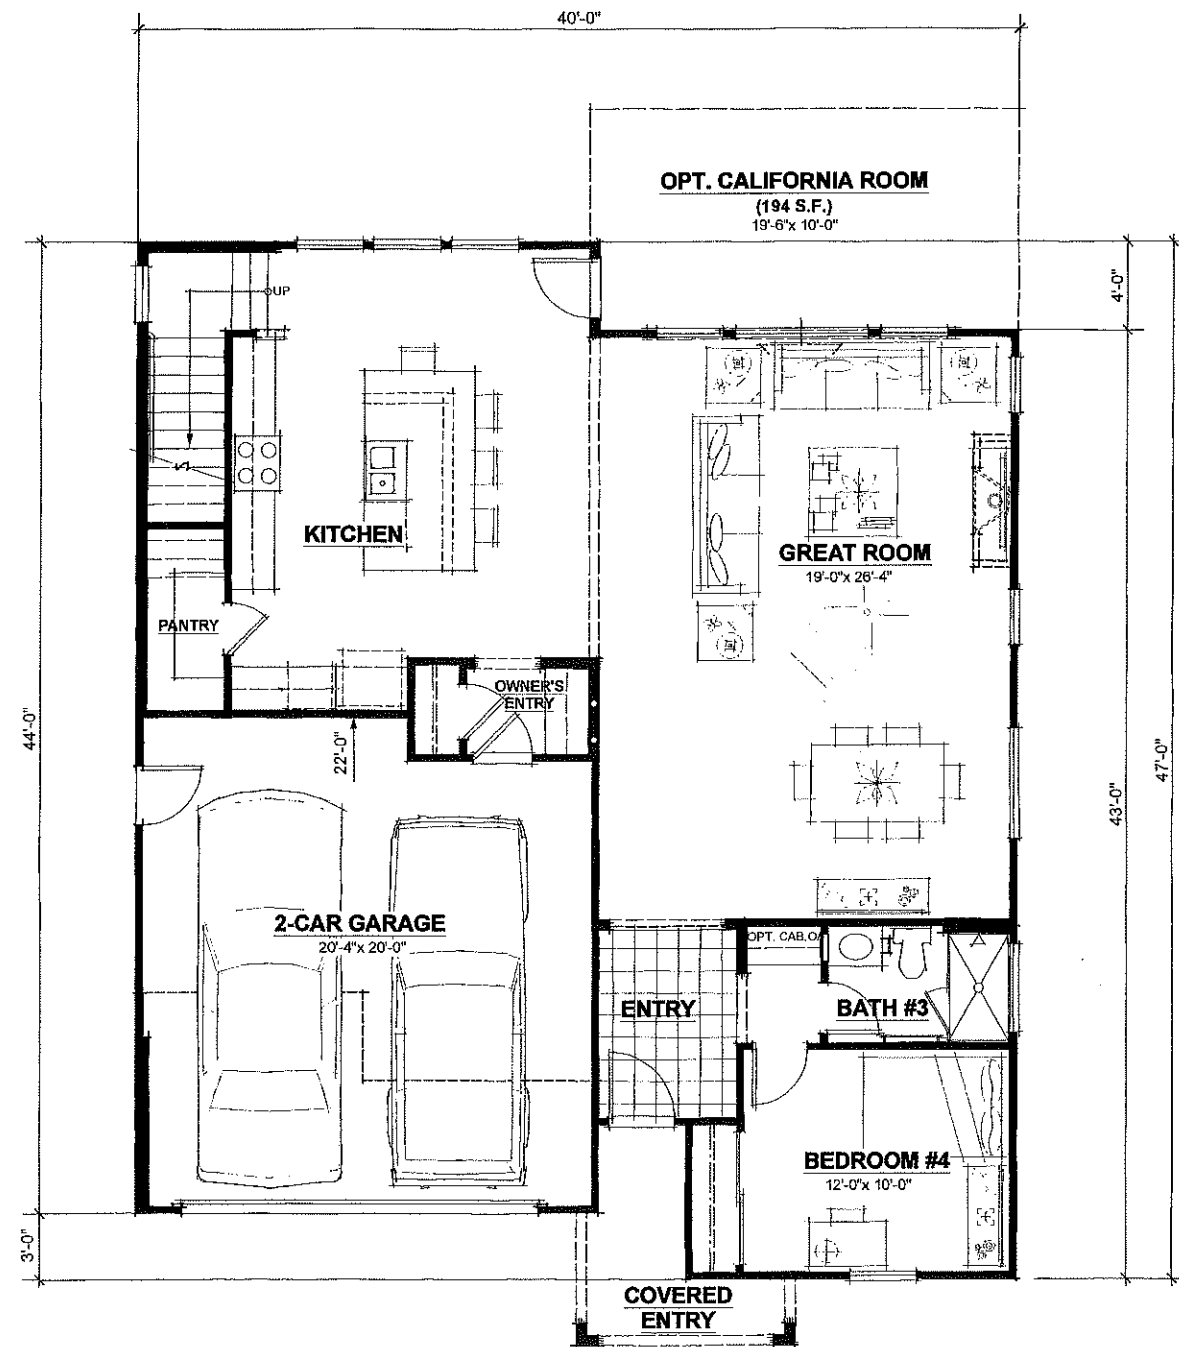 40'-0"
OPT. CALIFORNIA ROOM
(194 S.F.)
19'-6"x 10'-0"
4'-0"
UP
KITCHEN
GREAT ROOM
19'-0"x 26'-4"
PANTRY
OWNER'S
ENTRY
44'-0"
22'-0"
43'-0"
47'-0"
2-CAR GARAGE
20'-4"x 20'-0"
OPT. CAB.O/
ENTRY
BATH #3
BEDROOM #4
12'-0"x 10'-0"
3'-0"
COVERED
ENTRY